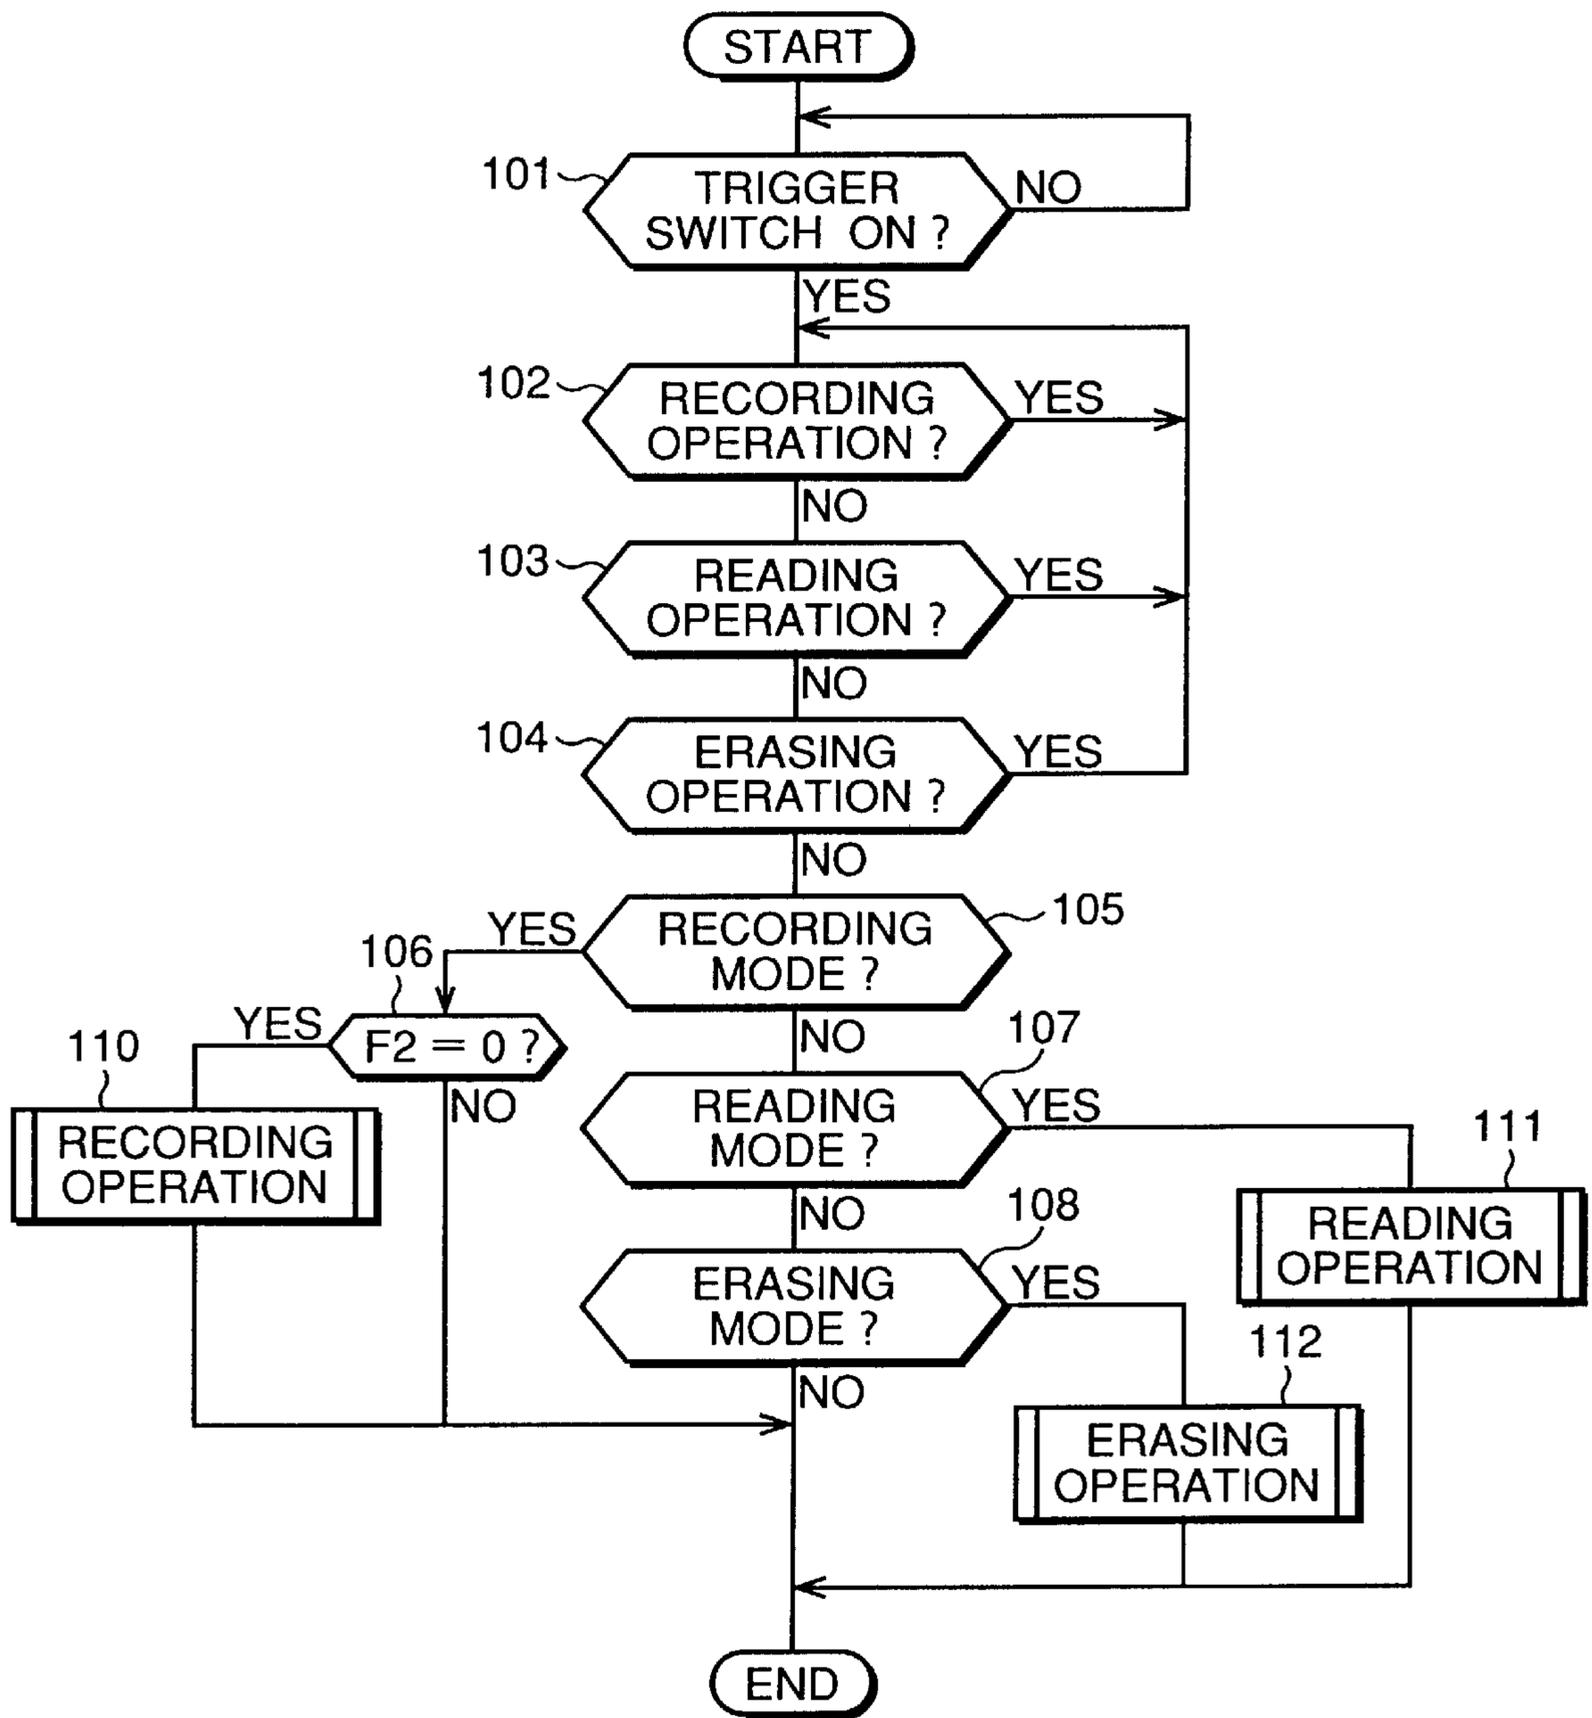 START
101
TRIGGER
SWITCH ON ?
NO
YES
102
RECORDING
OPERATION ?
YES
NO
103
READING
OPERATION ?
YES
NO
104
ERASING
OPERATION ?
YES
NO
105
RECORDING
MODE ?
YES
NO
106
F2 = 0 ?
YES
NO
110
RECORDING
OPERATION
107
READING
MODE ?
YES
NO
111
READING
OPERATION
108
ERASING
MODE ?
YES
NO
112
ERASING
OPERATION
END